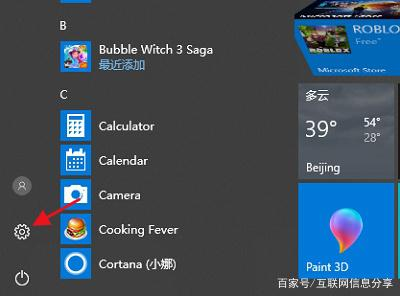 B
Bubble Witch 3 Saga
最近添加
C
Calculator
Calendar
Camera
Cooking Fever
Cortana (小娜)
ROBLOX
ROBLO
Free
Microsoft Store
多云
39°
54°
28°
Beijing
Paint 3D
百家号/互联网信息分享